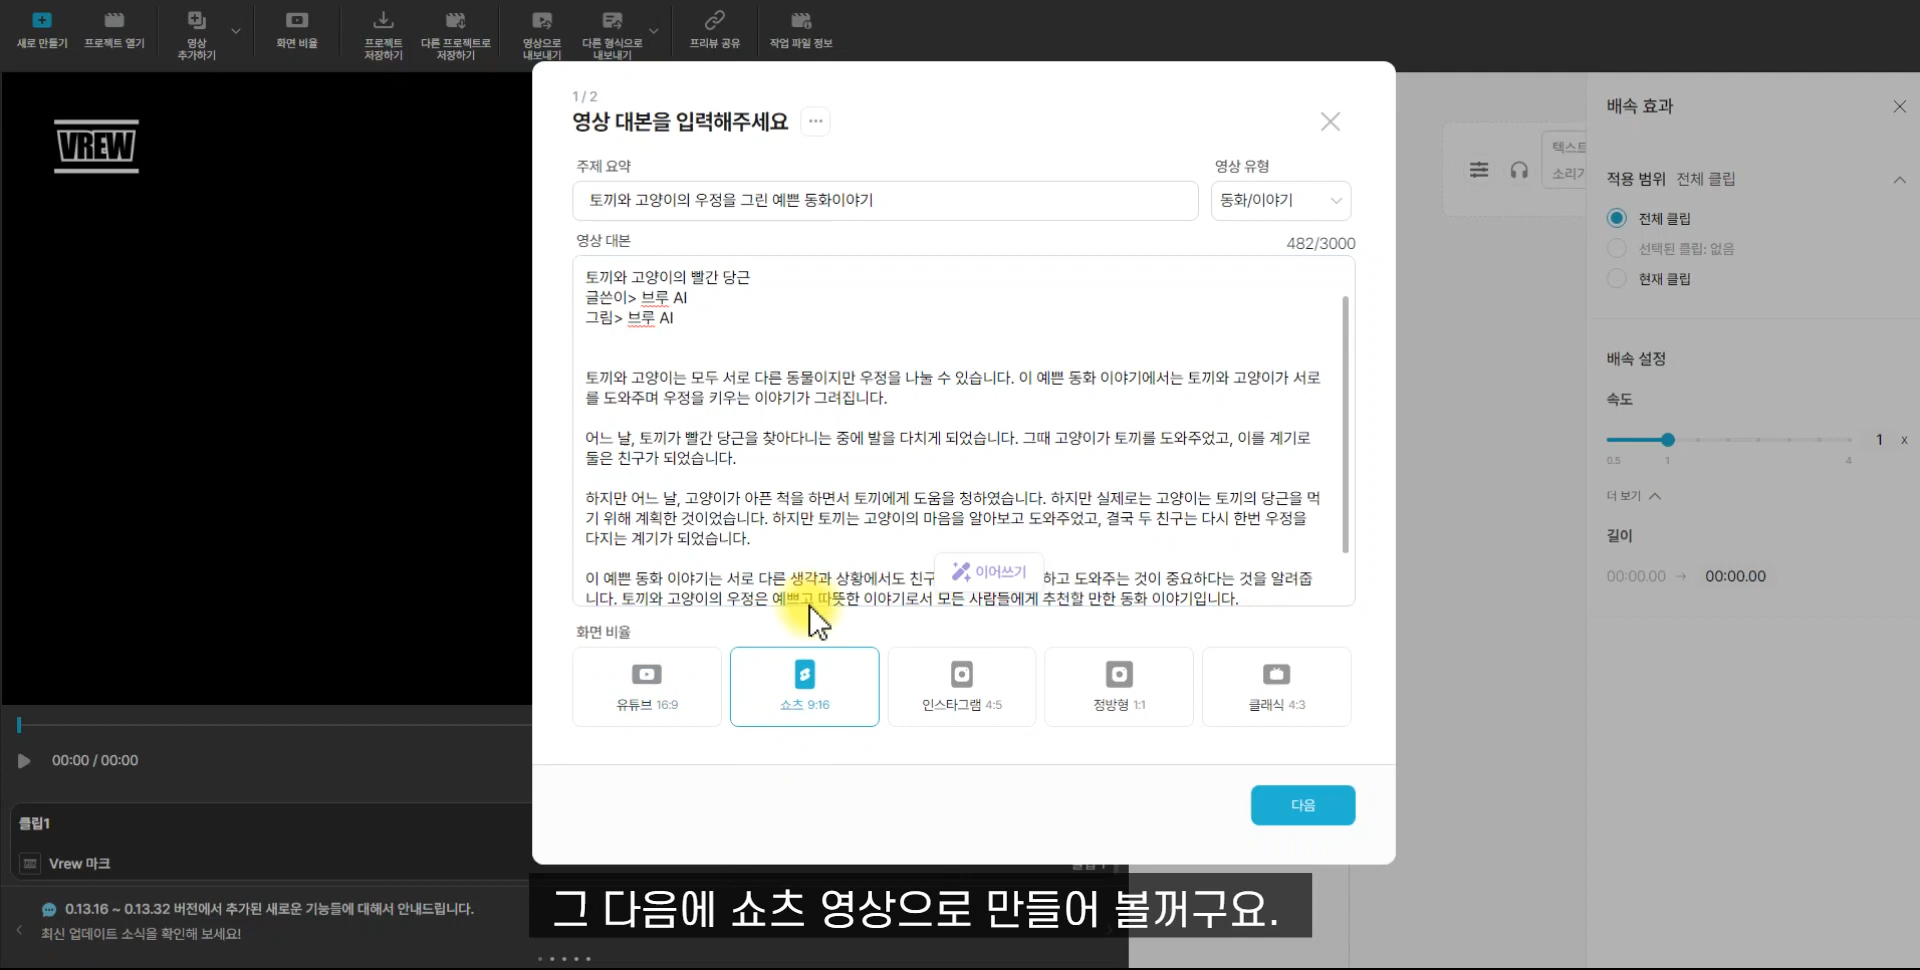 새로 만들기
프로젝트 열기
영상
추가하기
화면 비율
프로젝트
저장하기
다른 프로젝트로
저장하기
영상으로
내보내기
다른 형식으로
내보내기
프리뷰 공유
작업 파일 정보
VREW
1 / 2
영상 대본을 입력해주세요
주제 요약
영상 유형
토끼와 고양이의 우정을 그린 예쁜 동화이야기
동화/이야기
영상 대본
482/3000
토끼와 고양이의 빨간 당근
글쓴이> 브루 AI
그림> 브루 AI
토끼와 고양이는 모두 서로 다른 동물이지만 우정을 나눌 수 있습니다. 이 예쁜 동화 이야기에서는 토끼와 고양이가 서로
를 도와주며 우정을 키우는 이야기가 그려집니다.
어느 날, 토끼가 빨간 당근을 찾아다니는 중에 발을 다치게 되었습니다. 그때 고양이가 토끼를 도와주었고, 이를 계기로
둘은 친구가 되었습니다.
하지만 어느 날, 고양이가 아픈 척을 하면서 토끼에게 도움을 청하였습니다. 하지만 실제로는 고양이는 토끼의 당근을 먹
기 위해 계획한 것이었습니다. 하지만 토끼는 고양이의 마음을 알아보고 도와주었고, 결국 두 친구는 다시 한번 우정을
다지는 계기가 되었습니다.
이 예쁜 동화 이야기는 서로 다른 생각과 상황에서도 친구
이어쓰기
하고 도와주는 것이 중요하다는 것을 알려줍
니다. 토끼와 고양이의 우정은 예쁘고 따뜻한 이야기로서 모든 사람들에게 추천할 만한 동화 이야기입니다.
화면 비율
유튜브 16:9
쇼츠 9:16
인스타그램 4:5
정방형 1:1
클래식 4:3
다음
텍스트
소리
배속 효과
적용 범위 전체 클립
전체 클립
선택된 클립: 없음
현재 클립
배속 설정
속도
1 x
0.5
1
4
더 보기
길이
00:00.00 → 00:00.00
00:00 / 00:00
클립1
Vrew 마크
0.13.16 ~ 0.13.32 버전에서 추가된 새로운 기능들에 대해서 안내드립니다.
최신 업데이트 소식을 확인해 보세요!
그 다음에 쇼츠 영상으로 만들어 볼꺼구요.